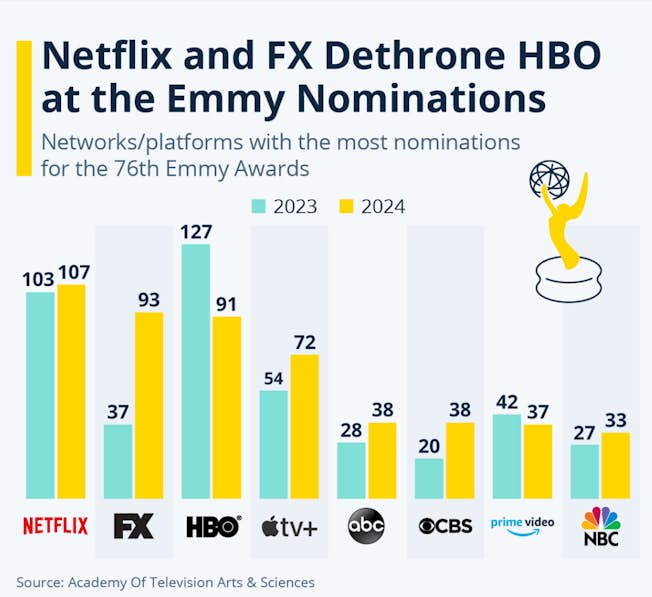 Netflix and FX Dethrone HBO
at the Emmy Nominations
Networks/platforms with the most nominations
for the 76th Emmy Awards
2023 2024
103 107
37 93
127 91
54 72
28 38
20 38
42 37
27 33
NETFLIX FX HBO® tv+ abc CBS prime video NBC
Source: Academy Of Television Arts & Sciences